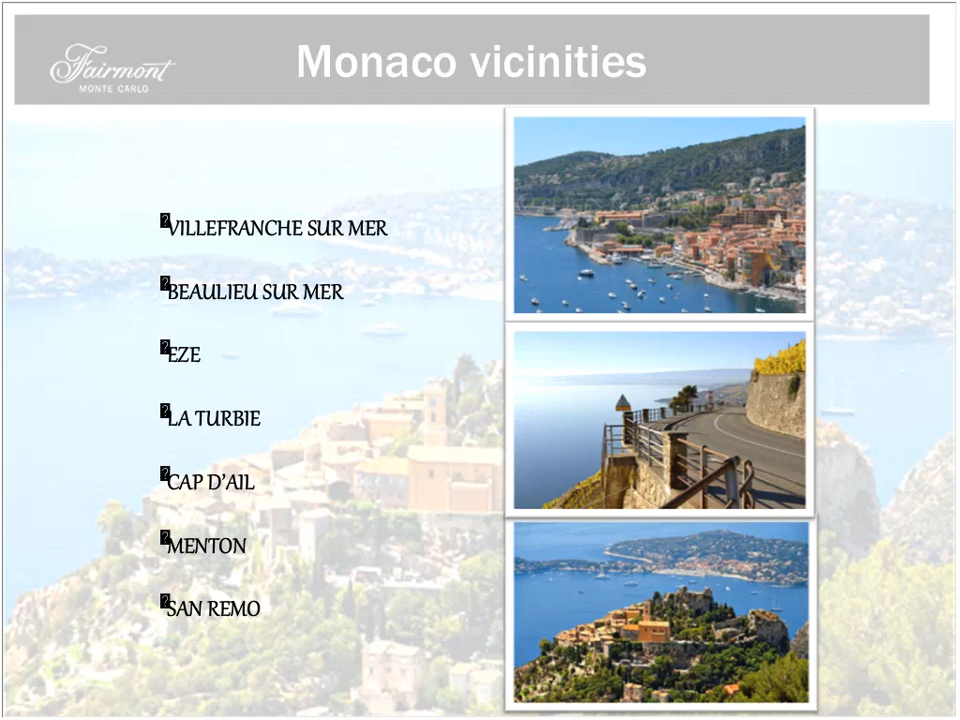 Fairmont
MONTE CARLO
Monaco vicinities
VILLEFRANCHE SUR MER
BEAULIEU SUR MER
EZE
LA TURBIE
CAP D’AIL
MENTON
SAN REMO